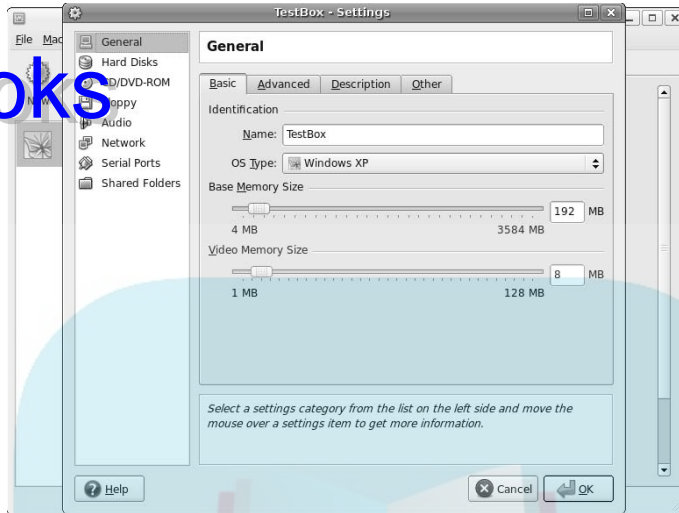 TestBox - Settings
File Mac
General
Hard Disks
CD/DVD-ROM
Floppy
Audio
Network
Serial Ports
Shared Folders
General
Basic Advanced Description Other
Identification
Name: TestBox
OS Type: Windows XP
Base Memory Size
192 MB
4 MB 3584 MB
Video Memory Size
8 MB
1 MB 128 MB
Select a settings category from the list on the left side and move the
mouse over a settings item to get more information.
Help Cancel OK
oks